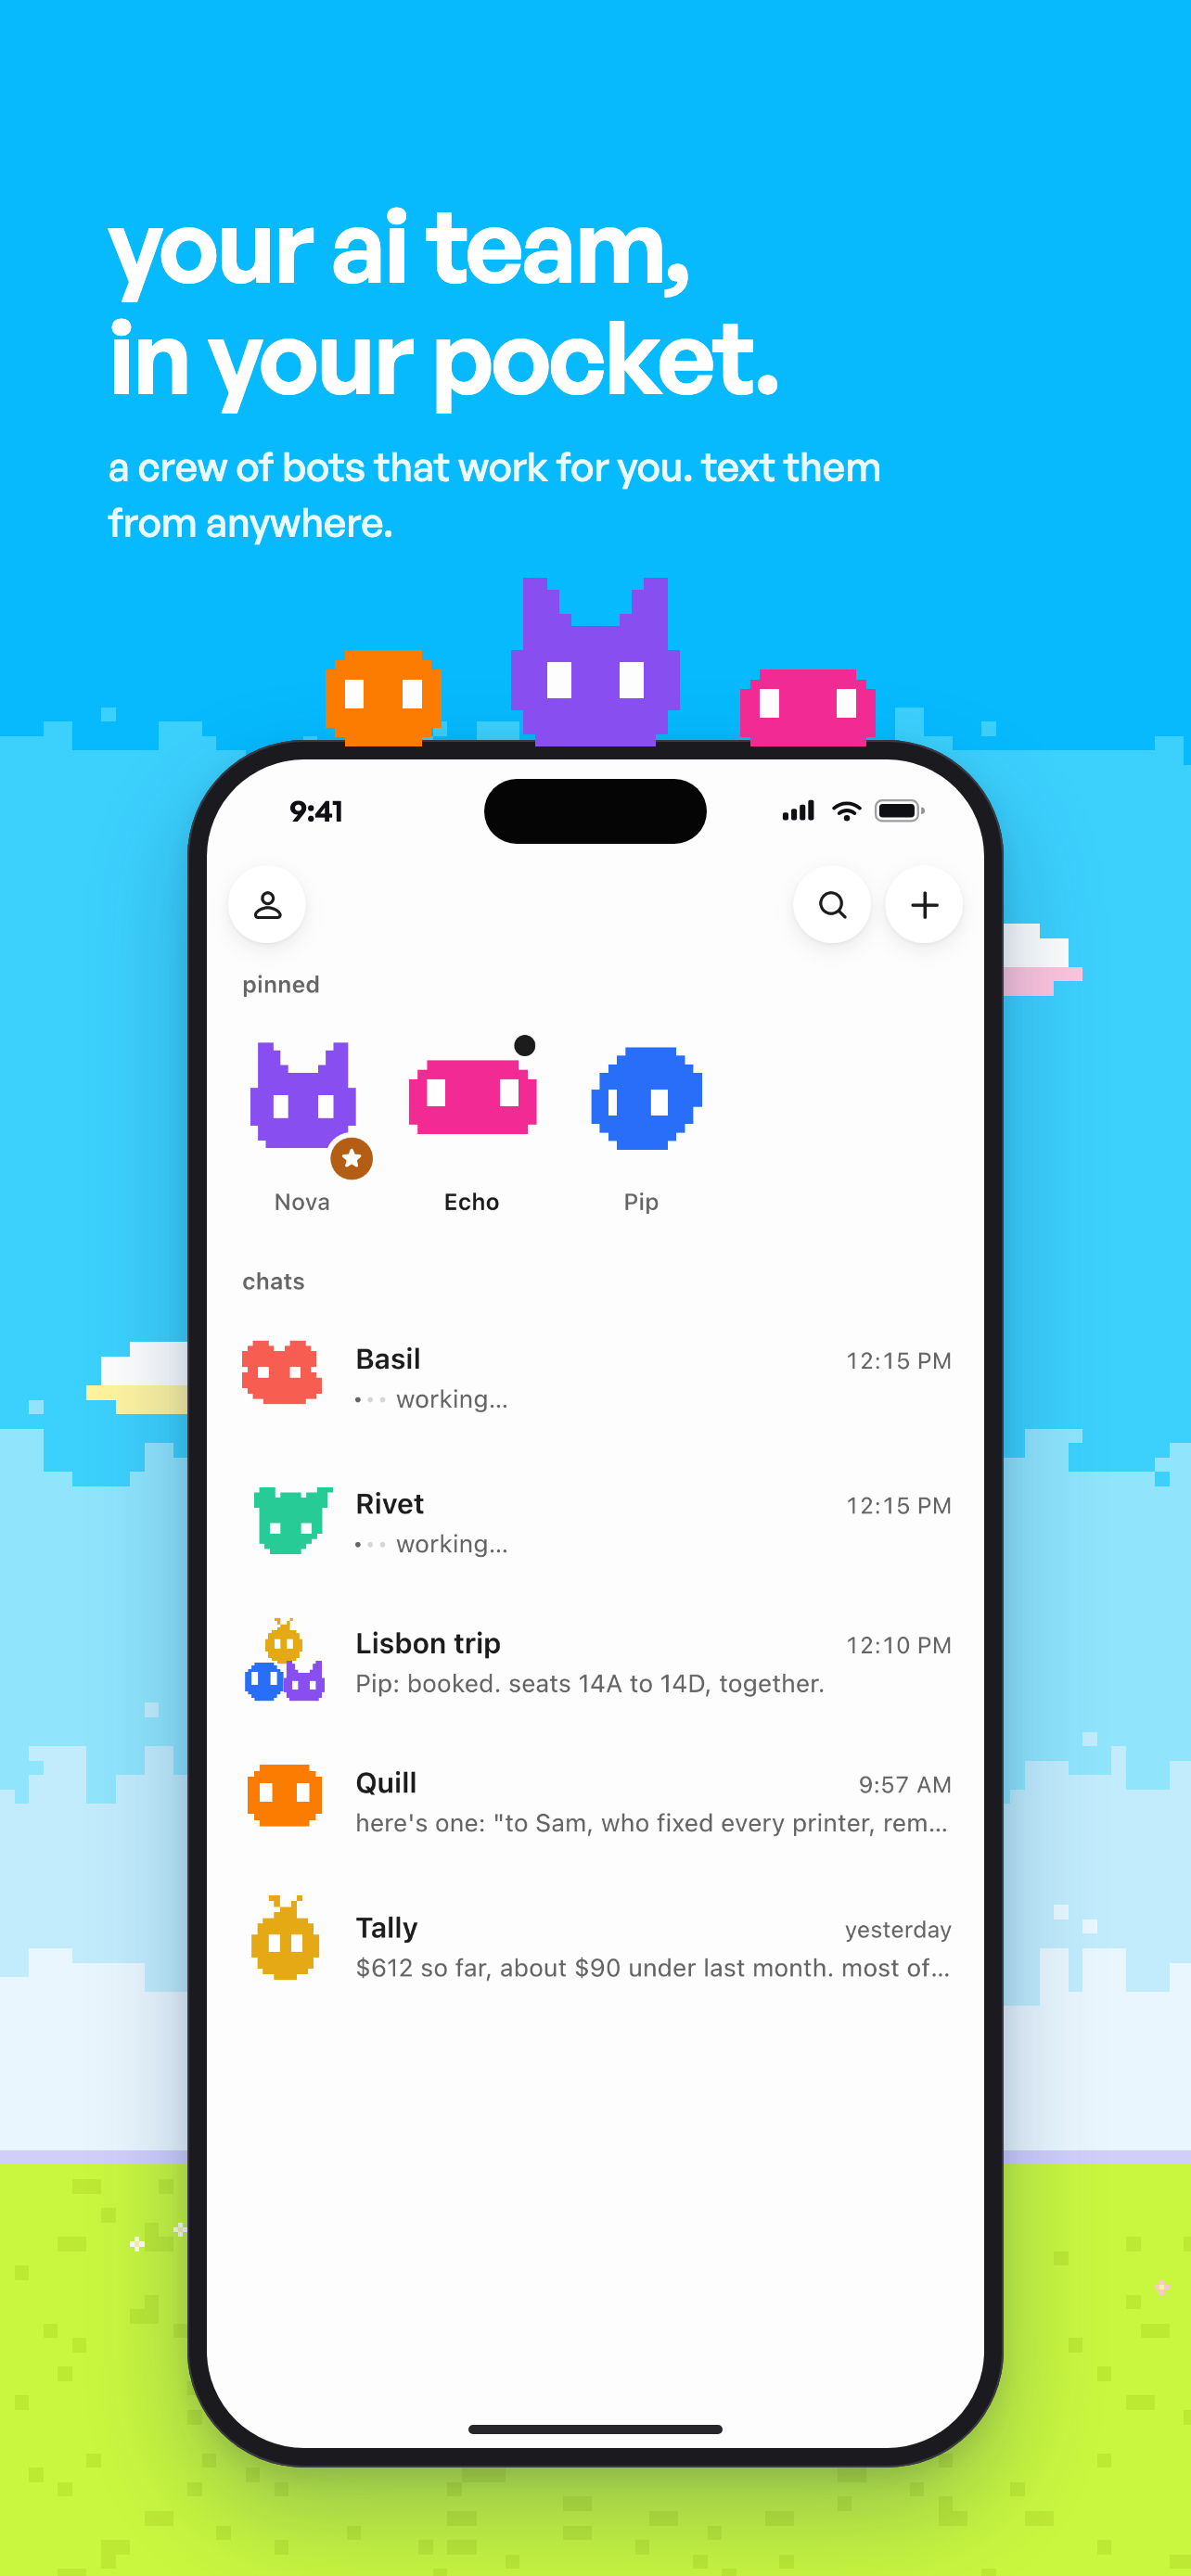 your ai team,
in your pocket.
a crew of bots that work for you. text them
from anywhere.
9:41
pinned
Nova
Echo
Pip
chats
Basil
12:15 PM
working...
Rivet
12:15 PM
working...
Lisbon trip
12:10 PM
Pip: booked. seats 14A to 14D, together.
Quill
9:57 AM
here's one: "to Sam, who fixed every printer, rem...
Tally
yesterday
$612 so far, about $90 under last month. most of...